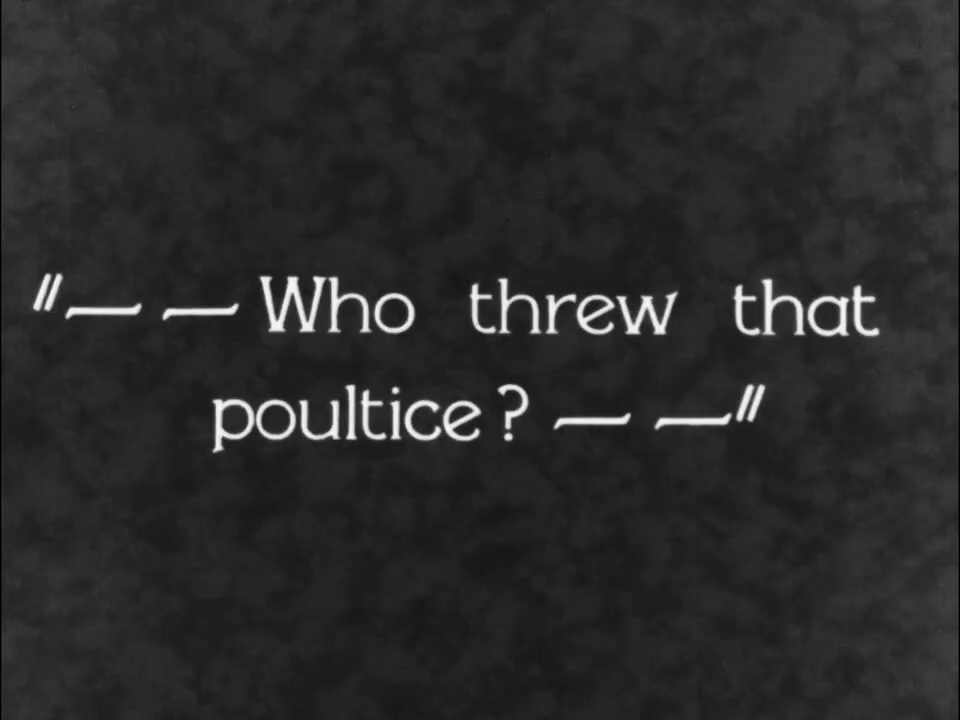 "— — Who threw that
poultice? — —"